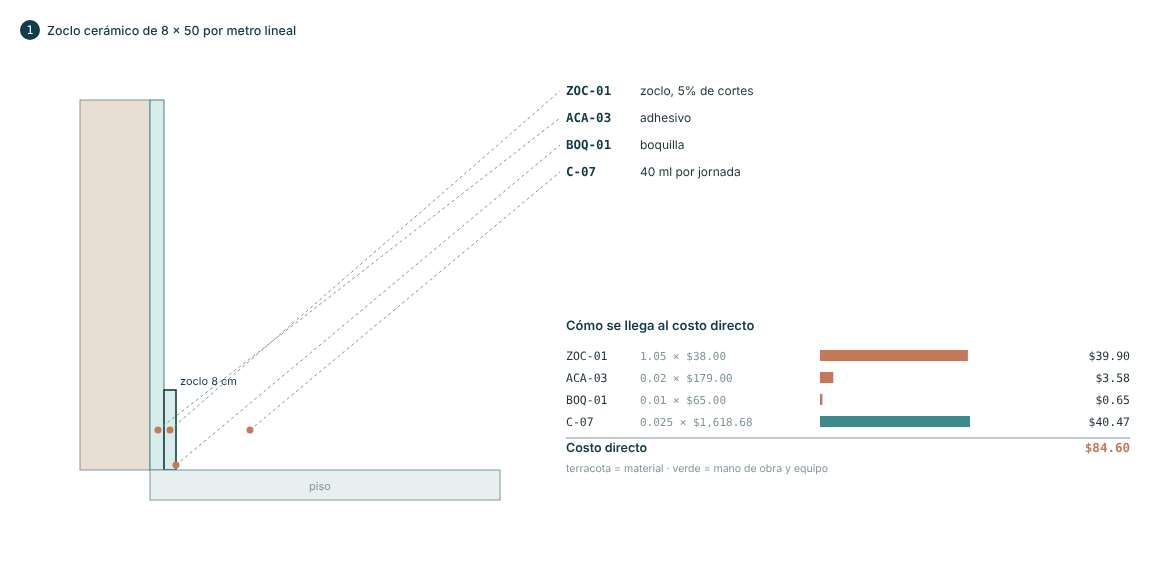 1 Zoclo cerámico de 8 × 50 por metro lineal
ZOC-01 zoclo, 5% de cortes
ACA-03 adhesivo
BOQ-01 boquilla
C-07 40 ml por jornada
zoclo 8 cm
piso
Cómo se llega al costo directo
ZOC-01 1.05 × $38.00 $39.90
ACA-03 0.02 × $179.00 $3.58
BOQ-01 0.01 × $65.00 $0.65
C-07 0.025 × $1,618.68 $40.47
Costo directo $84.60
terracota = material · verde = mano de obra y equipo